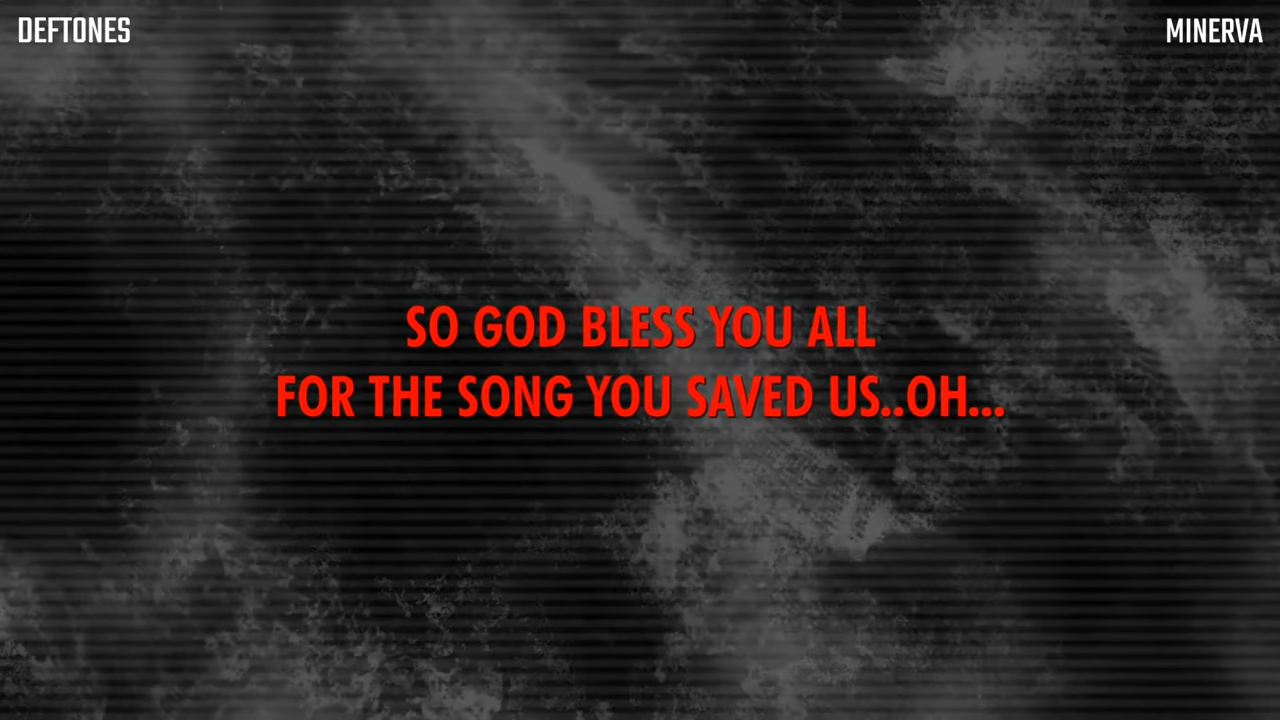 DEFTONES
MINERVA
SO GOD BLESS YOU ALL
FOR THE SONG YOU SAVED US..OH...